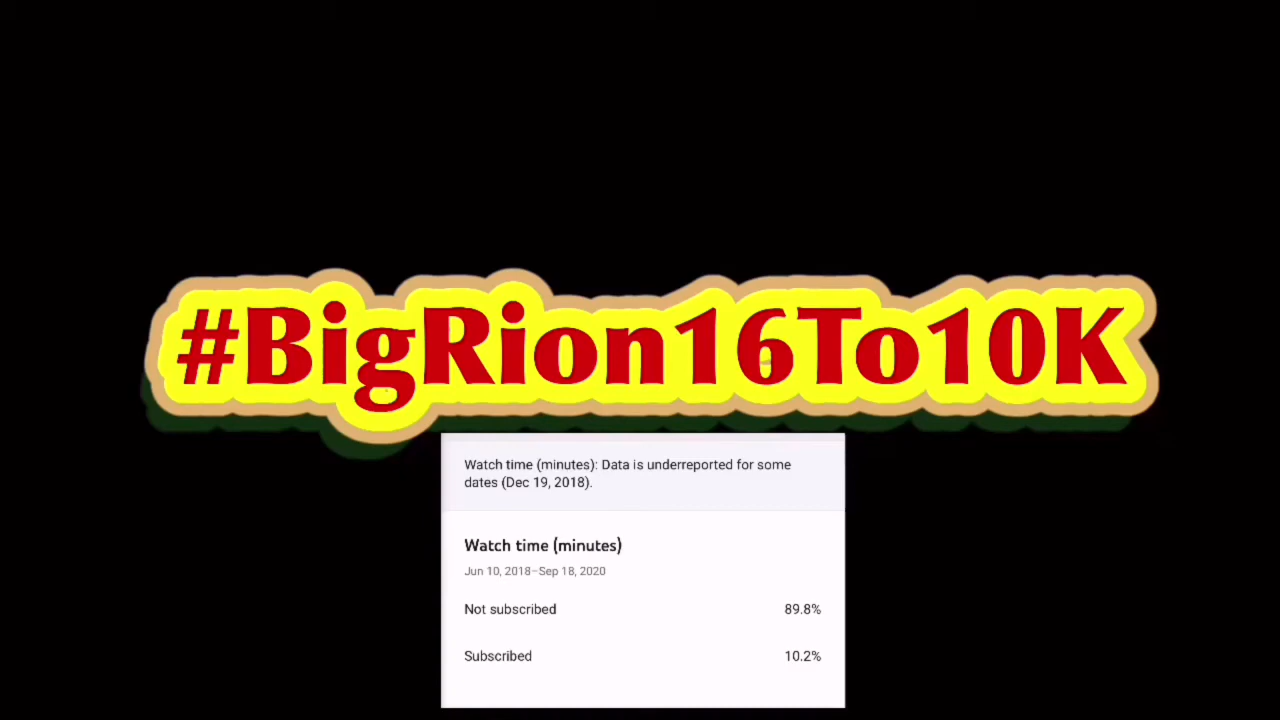 #BigRion16To10K
Watch time (minutes): Data is underreported for some
dates (Dec 19, 2018).
Watch time (minutes)
Jun 10, 2018–Sep 18, 2020
Not subscribed 89.8%
Subscribed 10.2%